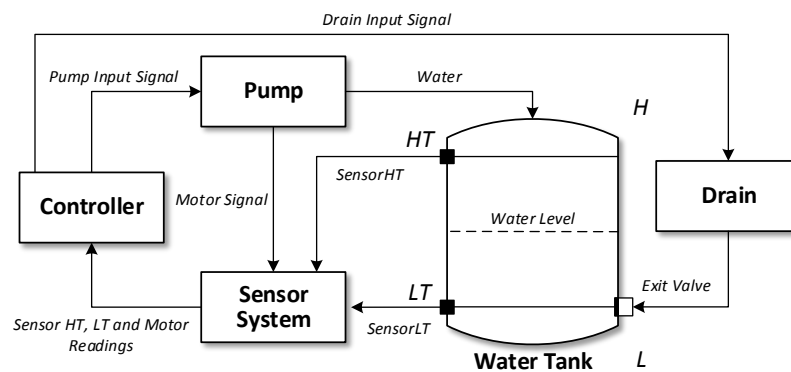 Drain Input Signal
Pump Input Signal
Pump
Water
H
HT
SensorHT
Controller
Motor Signal
Drain
Water Level
Sensor
System
LT
SensorLT
Exit Valve
Sensor HT, LT and Motor
Readings
Water Tank
L